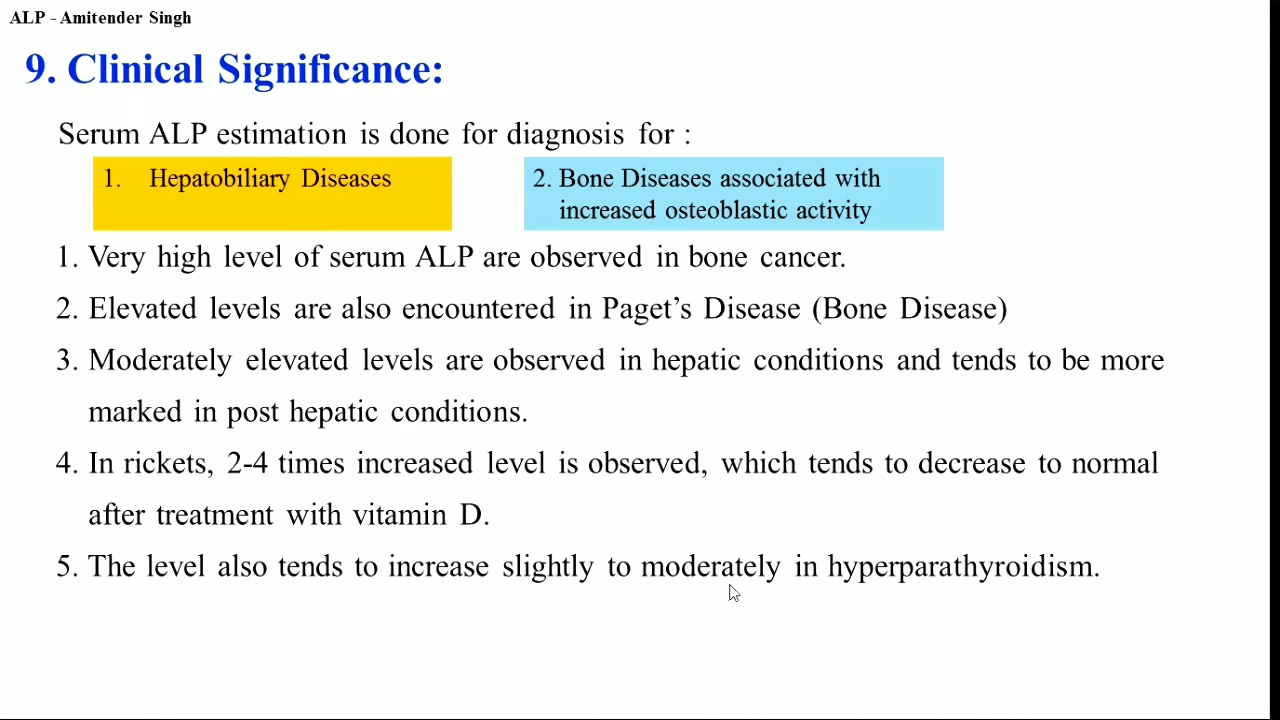 ALP - Amitender Singh
9. Clinical Significance:
Serum ALP estimation is done for diagnosis for :
1. Hepatobiliary Diseases
2. Bone Diseases associated with
increased osteoblastic activity
1. Very high level of serum ALP are observed in bone cancer.
2. Elevated levels are also encountered in Paget’s Disease (Bone Disease)
3. Moderately elevated levels are observed in hepatic conditions and tends to be more
marked in post hepatic conditions.
4. In rickets, 2-4 times increased level is observed, which tends to decrease to normal
after treatment with vitamin D.
5. The level also tends to increase slightly to moderately in hyperparathyroidism.